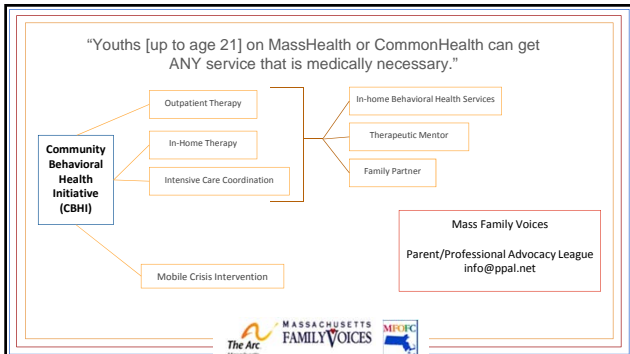 “Youths [up to age 21] on MassHealth or CommonHealth can get
ANY service that is medically necessary.”
Outpatient Therapy
In-home Behavioral Health Services
Community
Behavioral
Health
Initiative
(CBHI)
In-Home Therapy
Therapeutic Mentor
Intensive Care Coordination
Family Partner
Mass Family Voices
Parent/Professional Advocacy League
info@ppal.net
Mobile Crisis Intervention
The Arc
MASSACHUSETTS
FAMILY VOICES
MFOFC